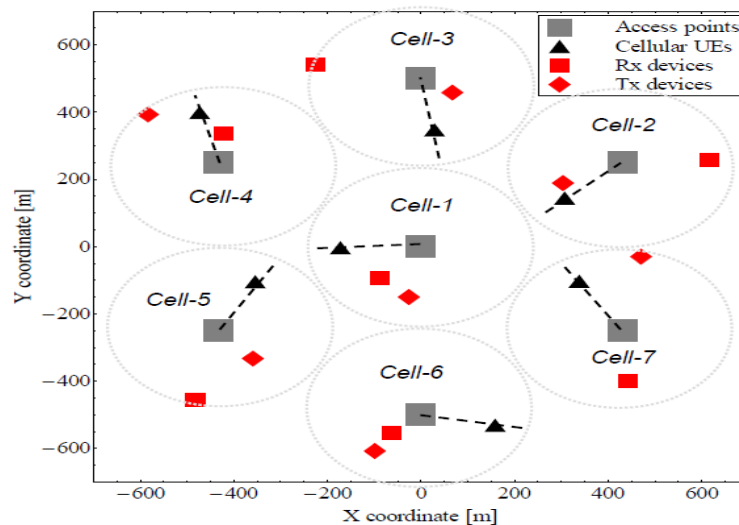 Access points
Cellular UEs
Rx devices
Tx devices
Cell-3
Cell-2
Cell-4
Cell-1
Cell-5
Cell-6
Cell-7
600
400
200
0
−200
−400
−600
Y coordinate [m]
−600 −400 −200 0 200 400 600
X coordinate [m]